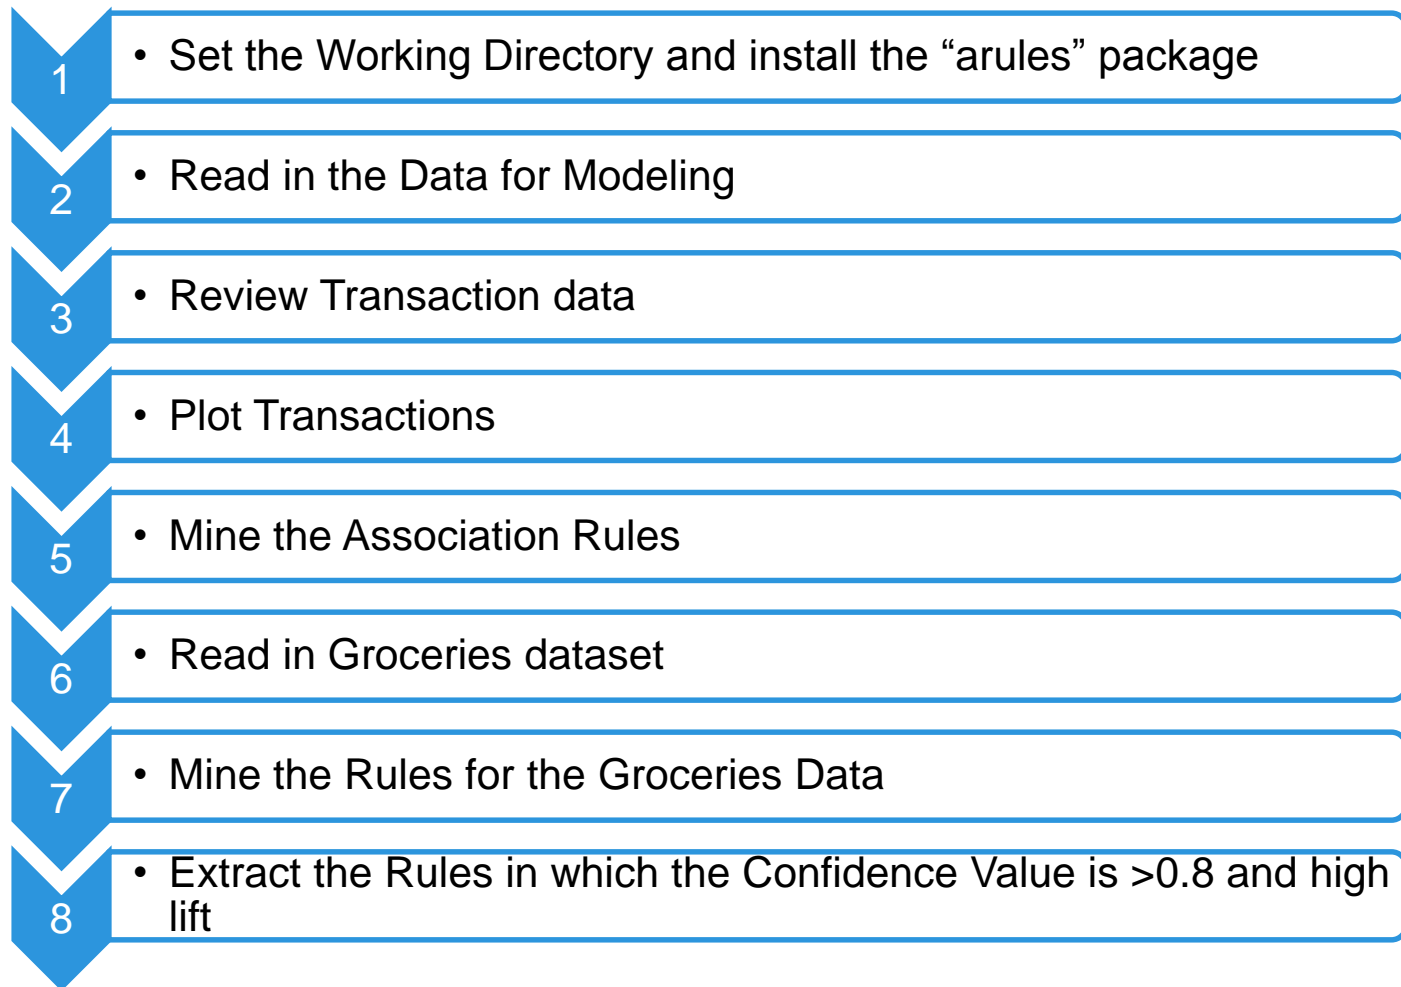 1
• Set the Working Directory and install the “arules” package
2
• Read in the Data for Modeling
3
• Review Transaction data
4
• Plot Transactions
5
• Mine the Association Rules
6
• Read in Groceries dataset
7
• Mine the Rules for the Groceries Data
8
• Extract the Rules in which the Confidence Value is >0.8 and high
lift